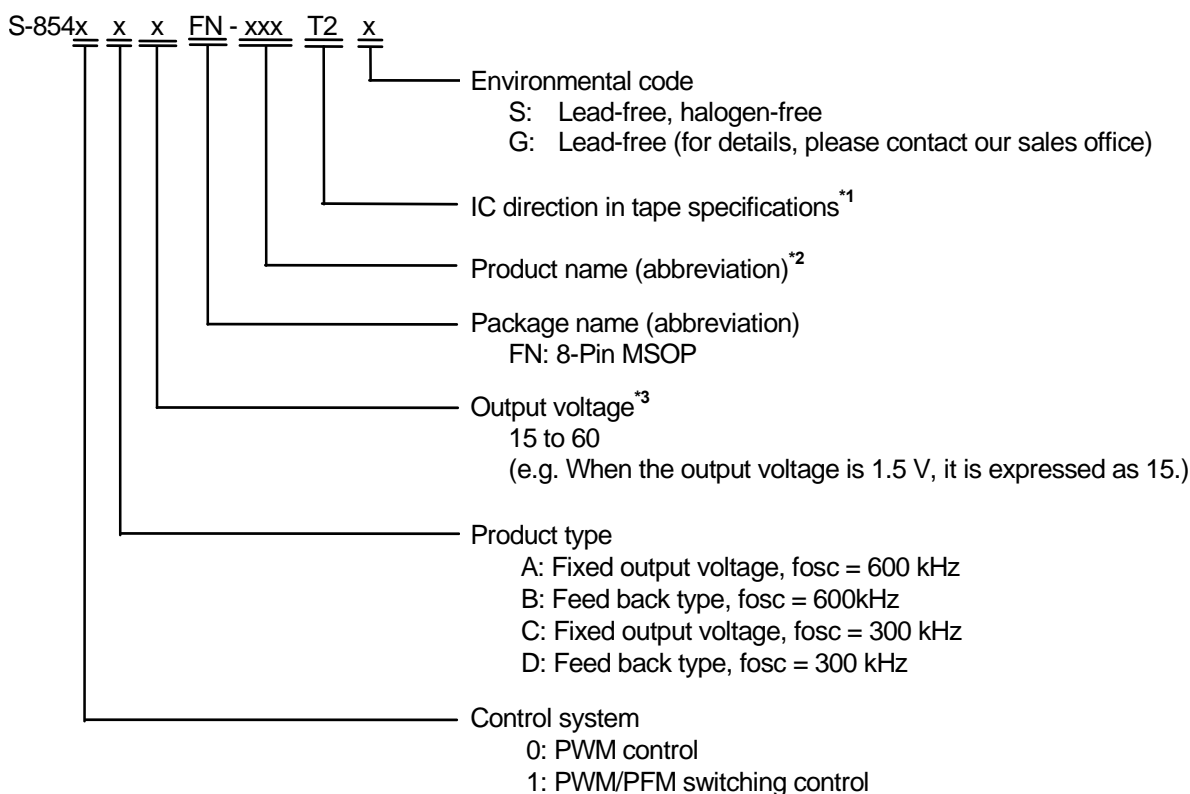 S-854x x x FN - xxx T2 x
Environmental code
S: Lead-free, halogen-free
G: Lead-free (for details, please contact our sales office)
IC direction in tape specifications*1
Product name (abbreviation)*2
Package name (abbreviation)
FN: 8-Pin MSOP
Output voltage*3
15 to 60
(e.g. When the output voltage is 1.5 V, it is expressed as 15.)
Product type
A: Fixed output voltage, fosc = 600 kHz
B: Feed back type, fosc = 600kHz
C: Fixed output voltage, fosc = 300 kHz
D: Feed back type, fosc = 300 kHz
Control system
0: PWM control
1: PWM/PFM switching control